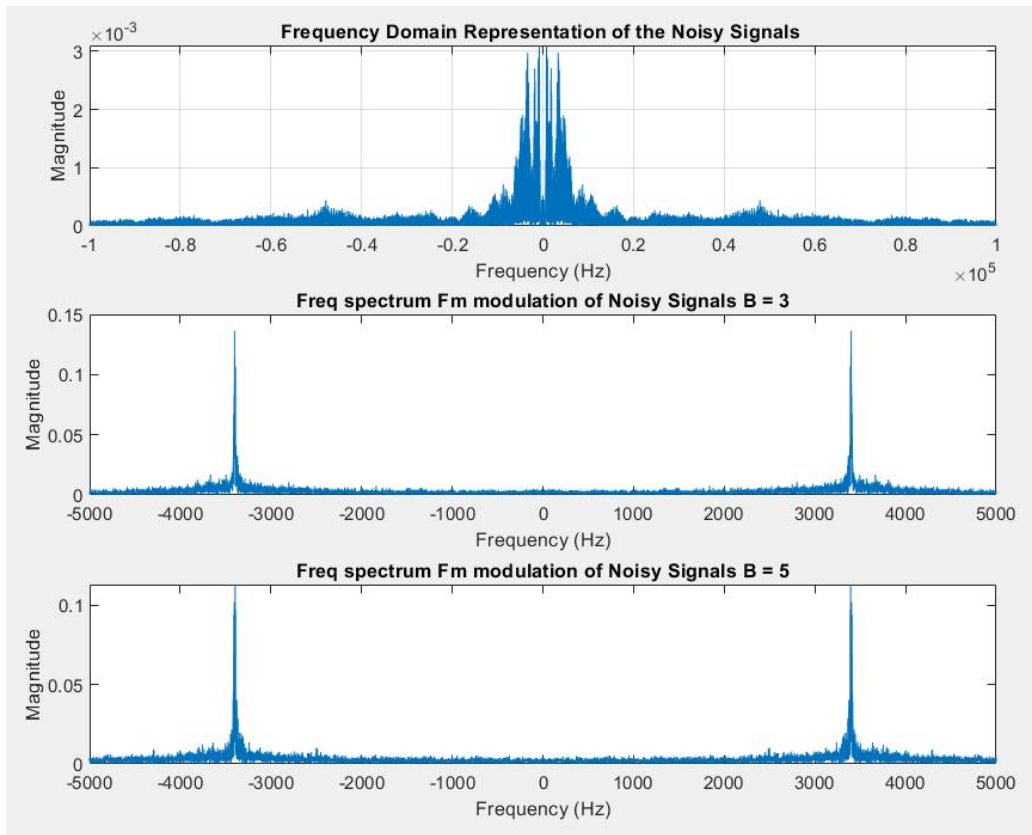 Frequency Domain Representation of the Noisy Signals
×10-3
3
2
1
0
Magnitude
-1 -0.8 -0.6 -0.4 -0.2 0 0.2 0.4 0.6 0.8 1
Frequency (Hz)
×10^5
Freq spectrum Fm modulation of Noisy Signals B = 3
0.15
0.1
0.05
0
Magnitude
-5000 -4000 -3000 -2000 -1000 0 1000 2000 3000 4000 5000
Frequency (Hz)
Freq spectrum Fm modulation of Noisy Signals B = 5
0.1
0.05
0
Magnitude
-5000 -4000 -3000 -2000 -1000 0 1000 2000 3000 4000 5000
Frequency (Hz)